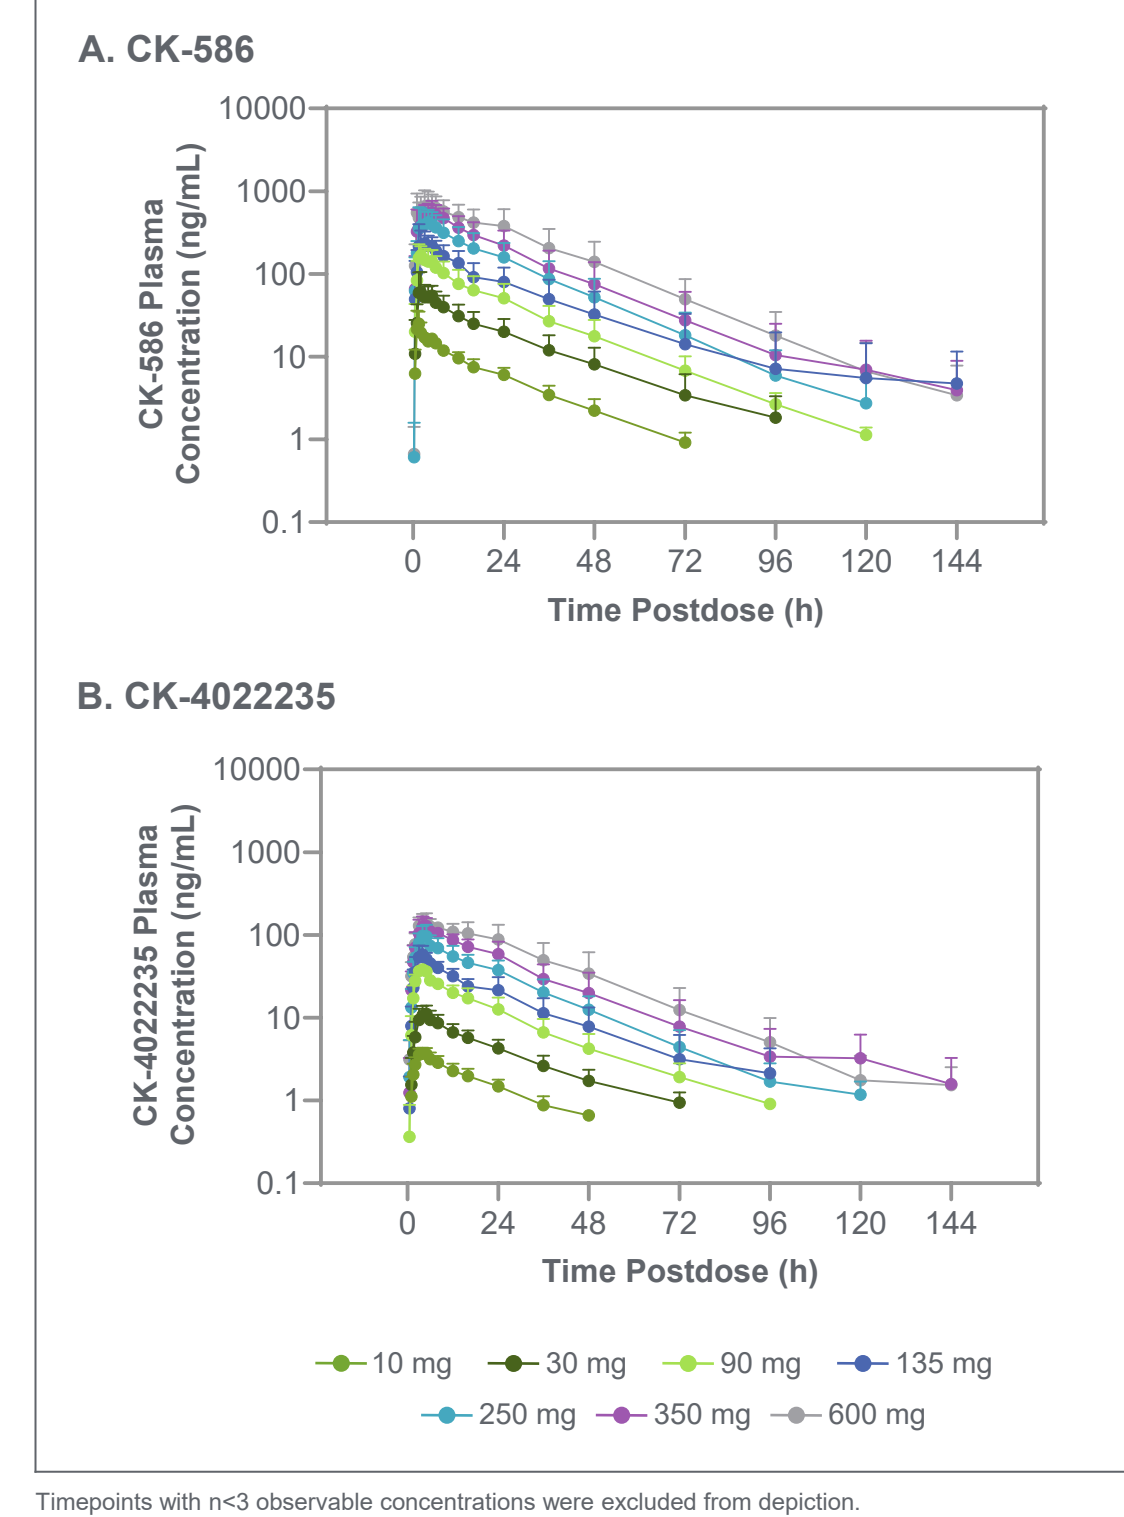 A. CK-586
10000
1000
100
10
1
0.1
CK-586 Plasma
Concentration (ng/mL)
0 24 48 72 96 120 144
Time Postdose (h)
B. CK-4022235
10000
1000
100
10
1
0.1
CK-4022235 Plasma
Concentration (ng/mL)
0 24 48 72 96 120 144
Time Postdose (h)
10 mg 30 mg 90 mg 135 mg
250 mg 350 mg 600 mg
Timepoints with n<3 observable concentrations were excluded from depiction.